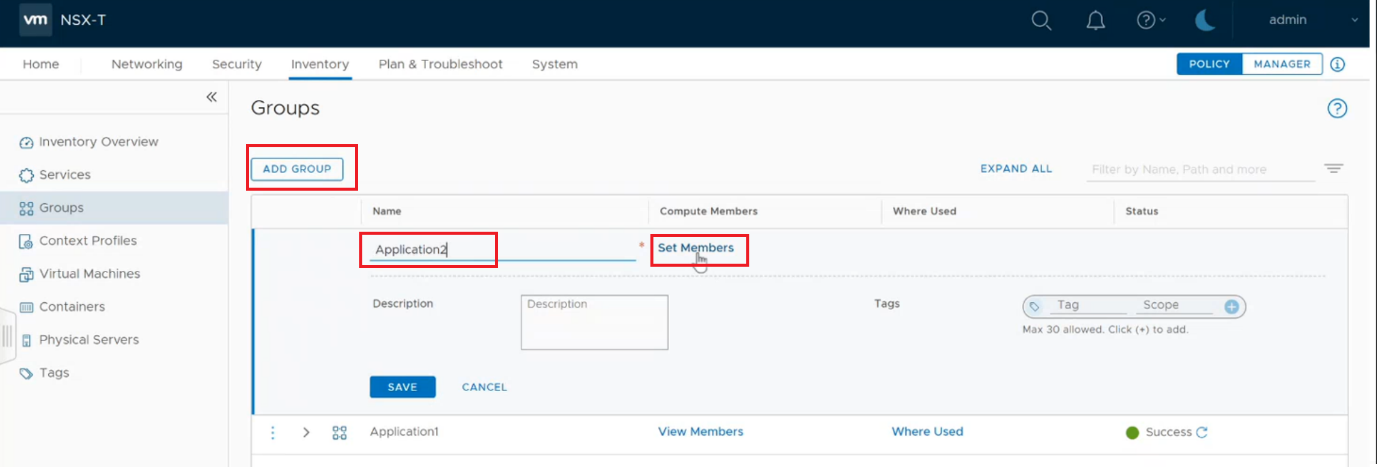 vm NSX-T admin
Home Networking Security Inventory Plan & Troubleshoot System POLICY MANAGER
Groups
Inventory Overview
Services
Groups
Context Profiles
Virtual Machines
Containers
Physical Servers
Tags
ADD GROUP EXPAND ALL Filter by Name, Path and more
Name Compute Members Where Used Status
Application2 * Set Members
Description Description Tags Tag Scope
Max 30 allowed. Click (+) to add.
SAVE CANCEL
Application1 View Members Where Used Success